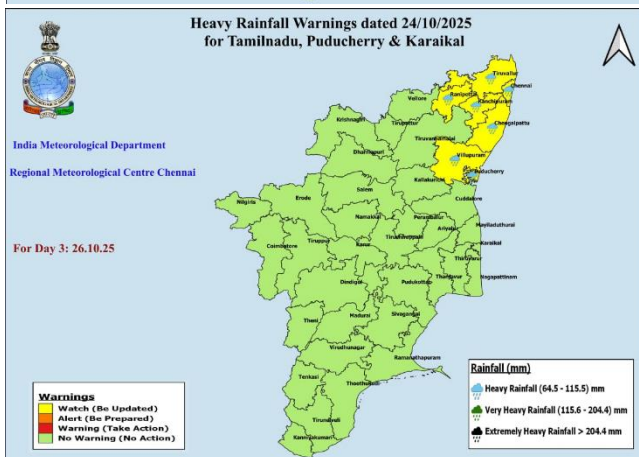 Heavy Rainfall Warnings dated 24/10/2025
for Tamilnadu, Puducherry & Karaikal
India Meteorological Department
Regional Meteorological Centre Chennai
For Day 3: 26.10.25
Tiruvallur
Chennai
Ranipettai
Kancheepuram
Vellore
Chengalpattu
Krishnagiri
Tirupattur
Tiruvannamalai
Dharmapuri
Villupuram
Puducherry
Kallakurichi
Salem
Cuddalore
Nilgiris
Erode
Namakkal
Perambalur
Ariyalur
Mayiladuthurai
Coimbatore
Tiruppur
Karur
Tiruchirappalli
Karaikal
Thiruvarur
Thanjavur
Nagapattinam
Dindigul
Pudukottai
Theni
Madurai
Sivagangai
Virudhunagar
Ramanathapuram
Tenkasi
Thoothukudi
Tirunelveli
Kanniyakumari
Warnings
Watch (Be Updated)
Alert (Be Prepared)
Warning (Take Action)
No Warning (No Action)
Rainfall (mm)
Heavy Rainfall (64.5 - 115.5) mm
Very Heavy Rainfall (115.6 - 204.4) mm
Extremely Heavy Rainfall > 204.4 mm